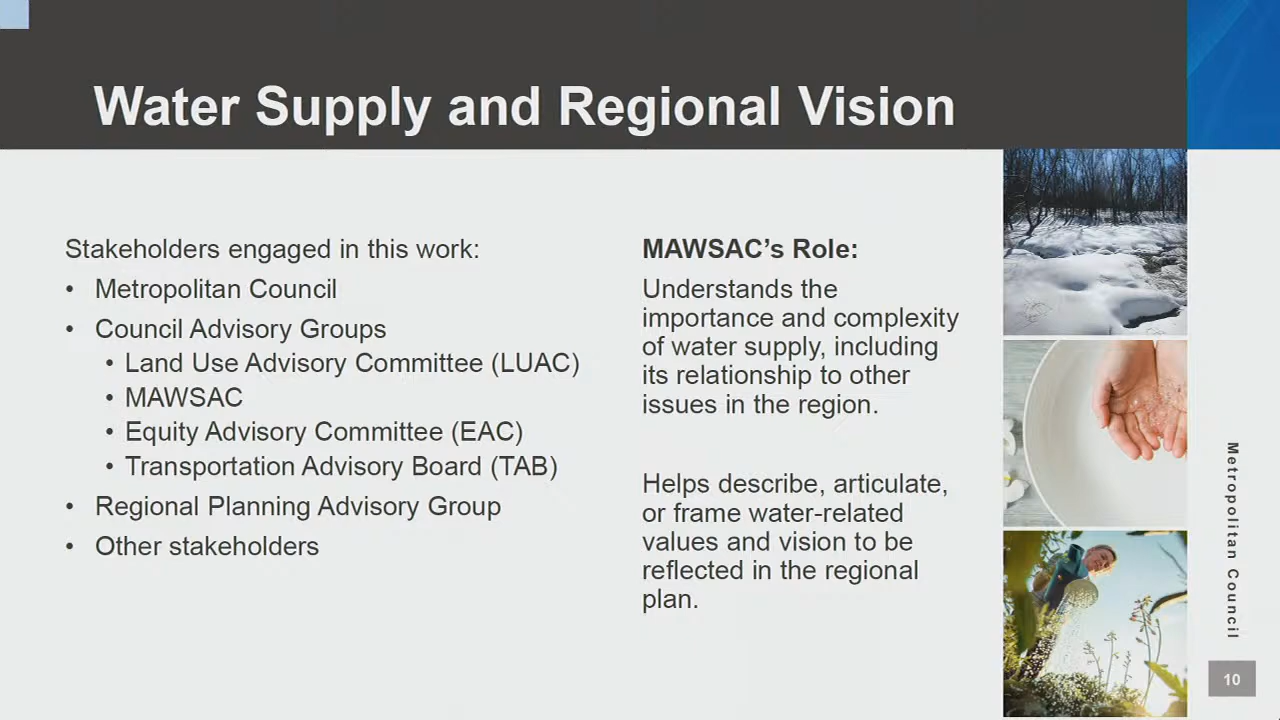 Water Supply and Regional Vision
Stakeholders engaged in this work:
• Metropolitan Council
• Council Advisory Groups
• Land Use Advisory Committee (LUAC)
• MAWSAC
• Equity Advisory Committee (EAC)
• Transportation Advisory Board (TAB)
• Regional Planning Advisory Group
• Other stakeholders
MAWSAC’s Role:
Understands the
importance and complexity
of water supply, including
its relationship to other
issues in the region.
Helps describe, articulate,
or frame water-related
values and vision to be
reflected in the regional
plan.
Metropolitan Council
10